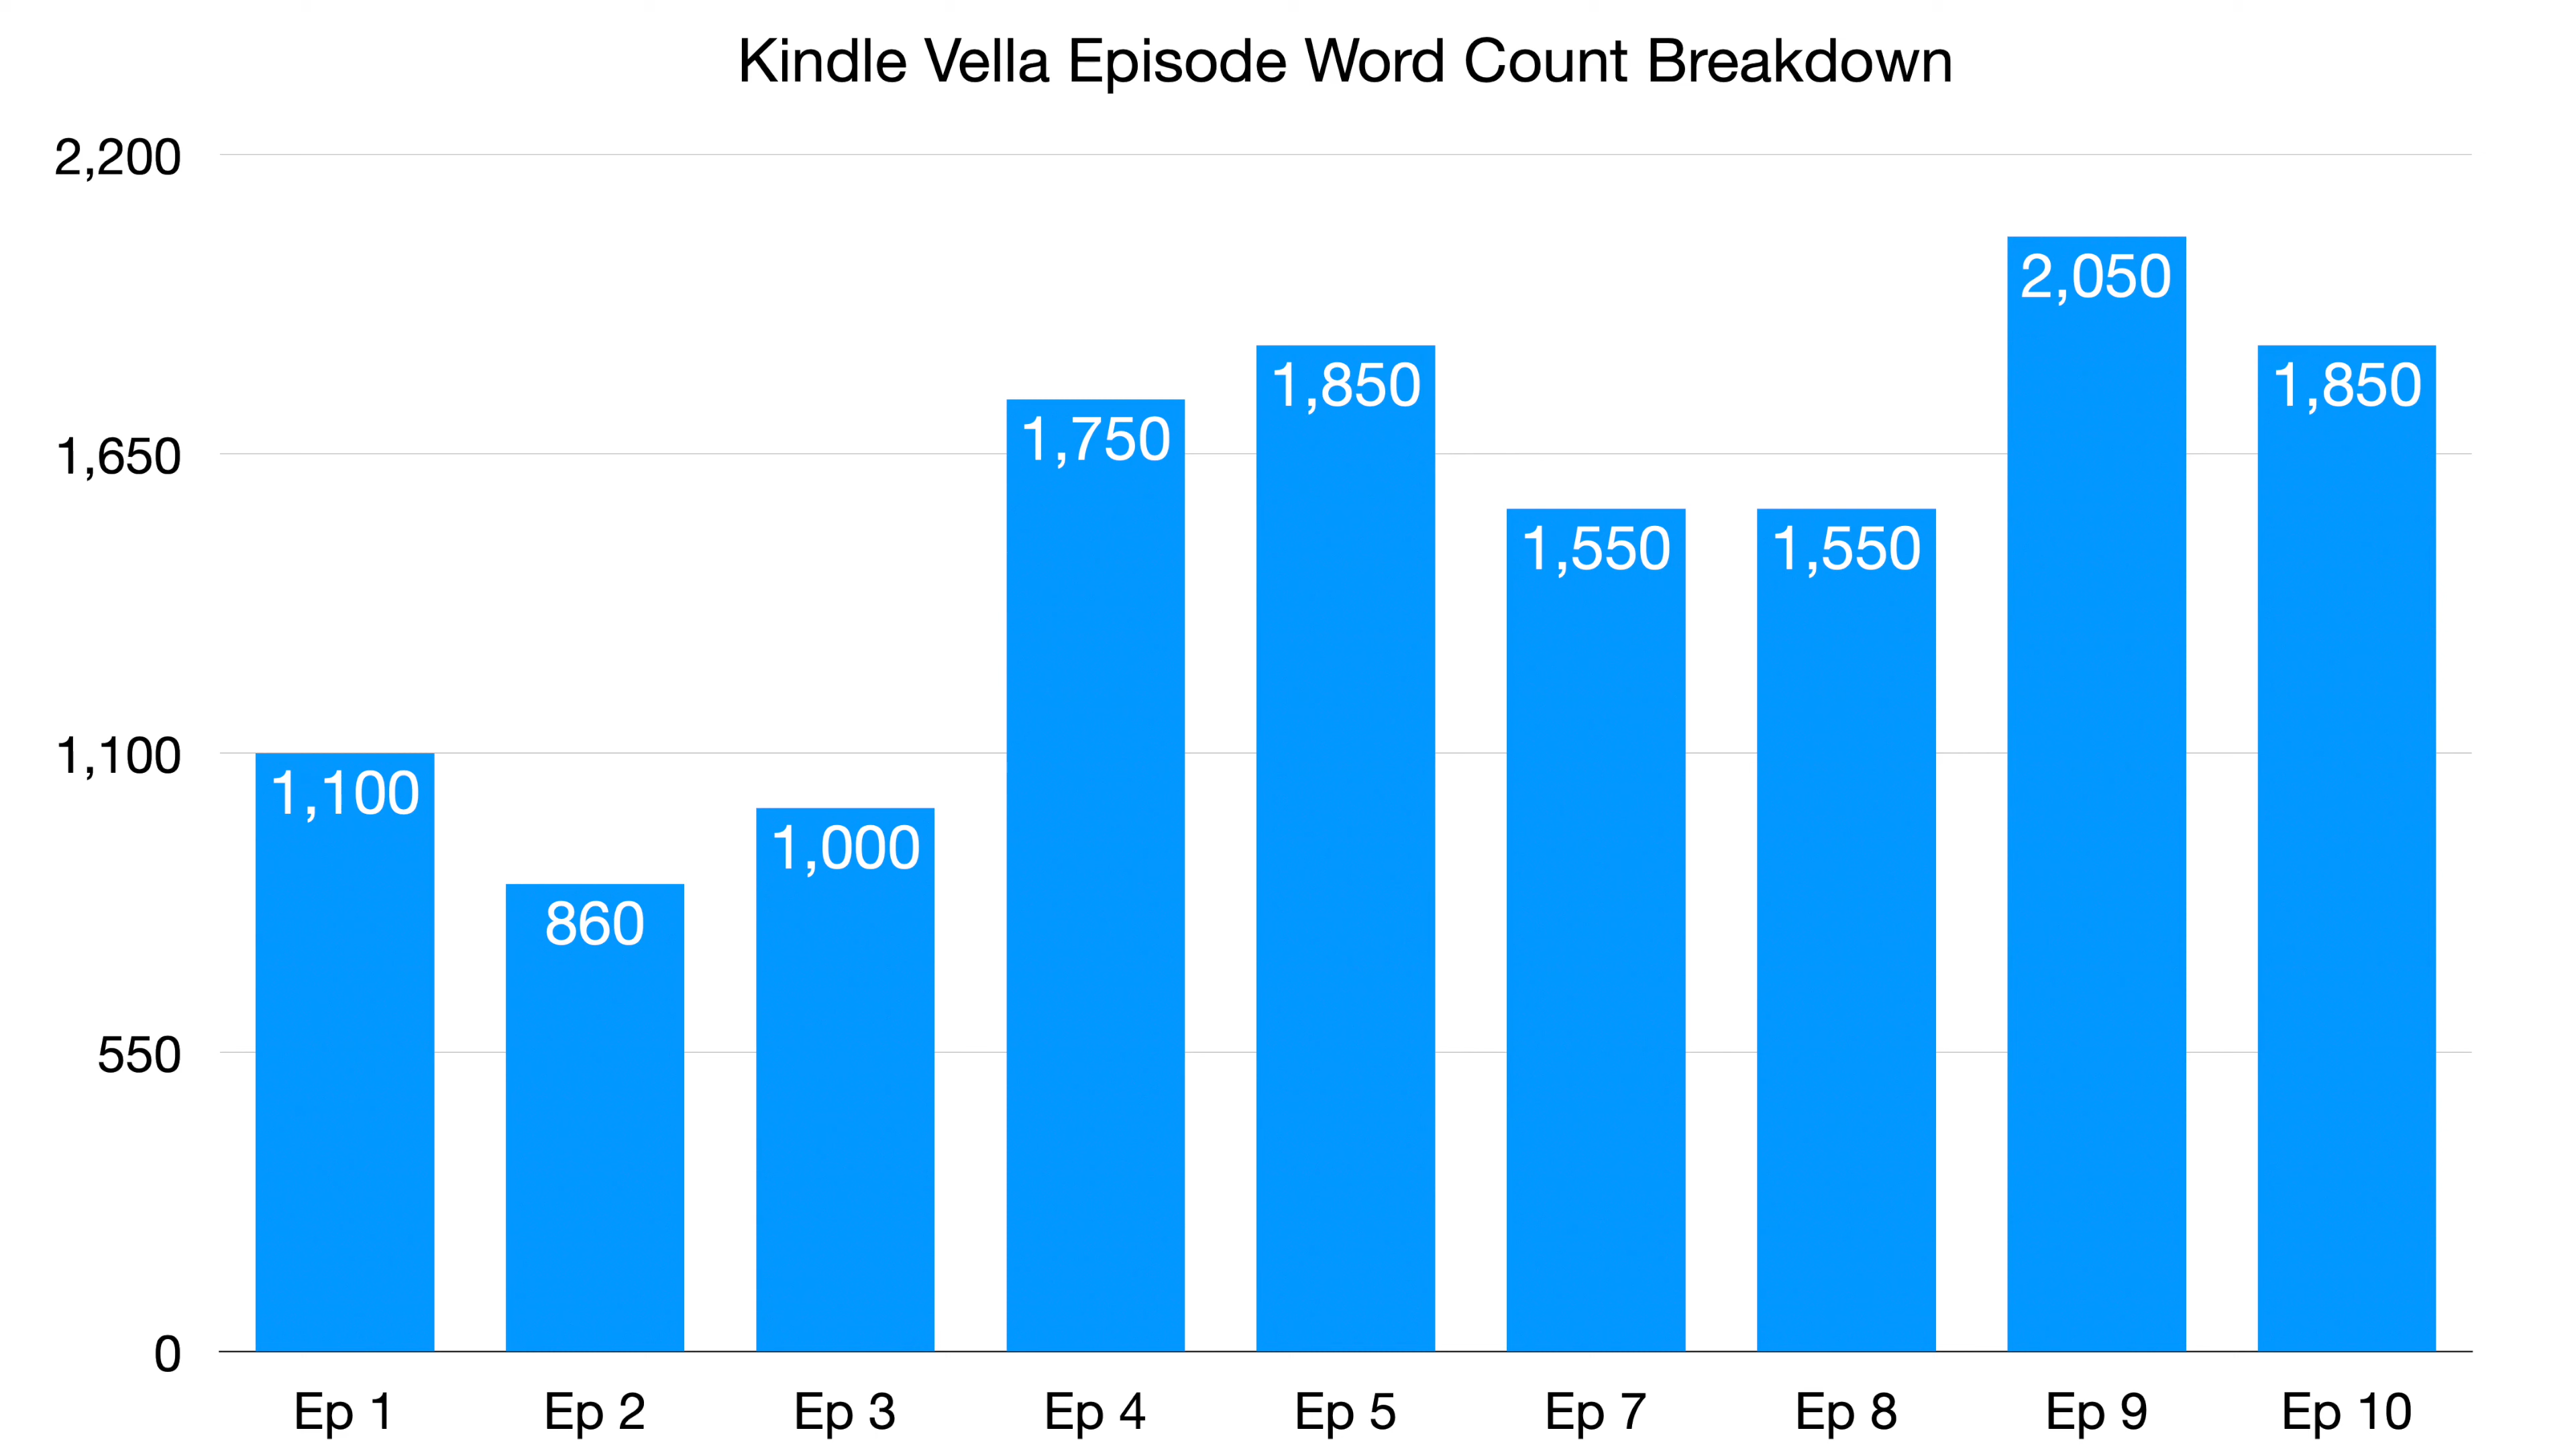 Kindle Vella Episode Word Count Breakdown
2,200
1,650
1,100
550
0
1,100
860
1,000
1,750
1,850
1,550
1,550
2,050
1,850
Ep 1
Ep 2
Ep 3
Ep 4
Ep 5
Ep 7
Ep 8
Ep 9
Ep 10